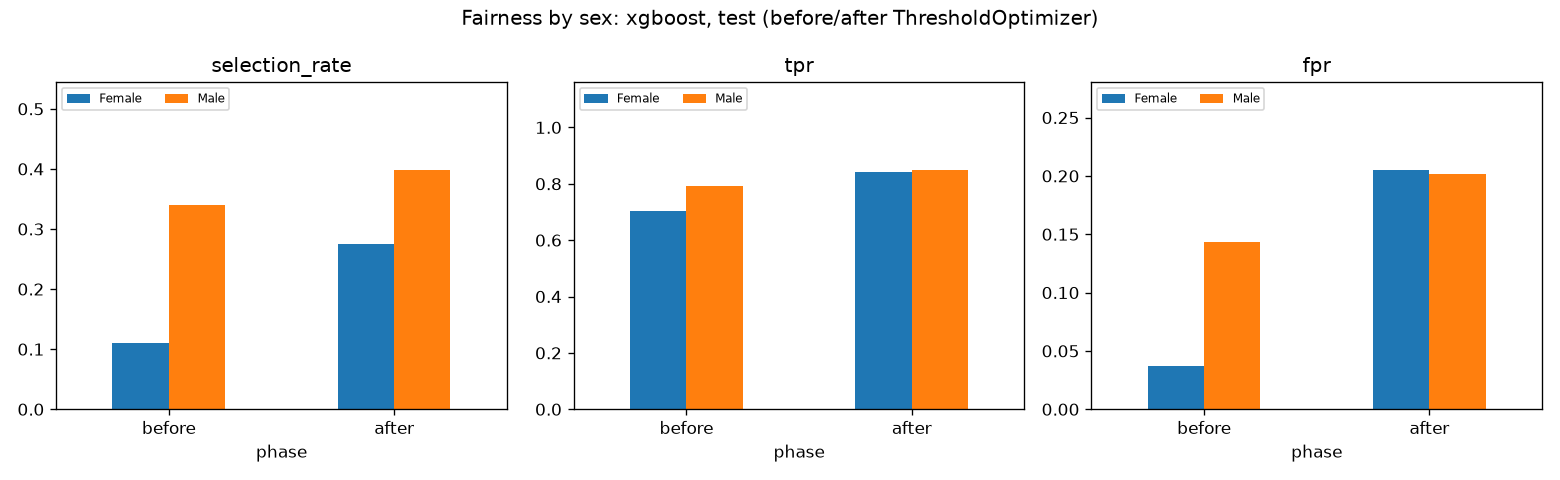 Fairness by sex: xgboost, test (before/after ThresholdOptimizer)
selection_rate
Female Male
0.5
0.4
0.3
0.2
0.1
0.0
before after
phase
tpr
Female Male
1.0
0.8
0.6
0.4
0.2
0.0
before after
phase
fpr
Female Male
0.25
0.20
0.15
0.10
0.05
0.00
before after
phase